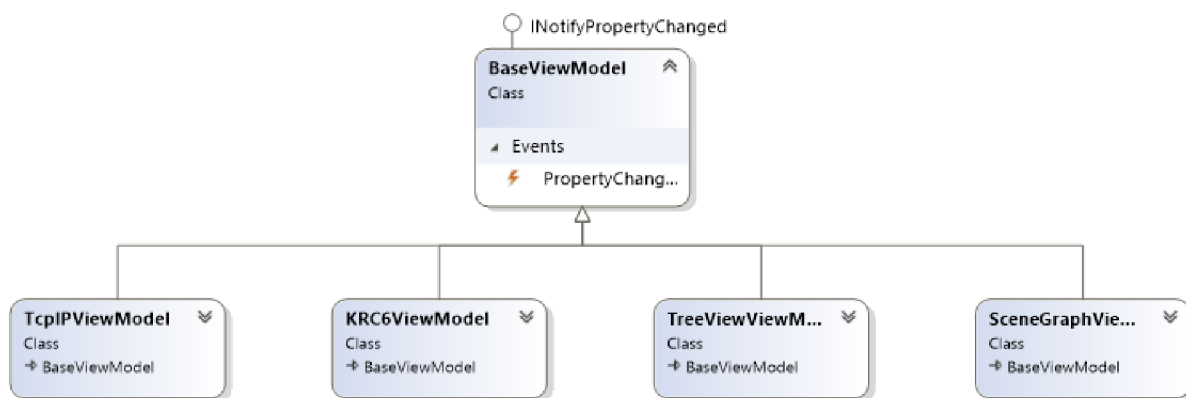 INotifyPropertyChanged
BaseViewModel
Class
Events
PropertyChang...
TcpIPViewModel
Class
BaseViewModel
KRC6ViewModel
Class
BaseViewModel
TreeViewViewM...
Class
BaseViewModel
SceneGraphVie...
Class
BaseViewModel